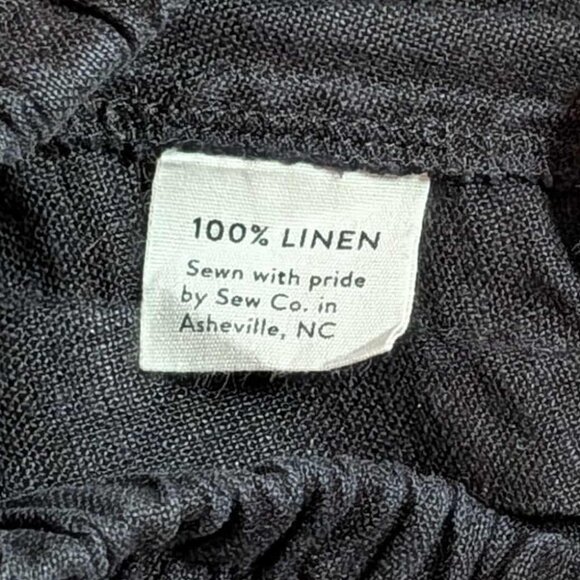 100% LINEN
Sewn with pride
by Sew Co. in
Asheville, NC